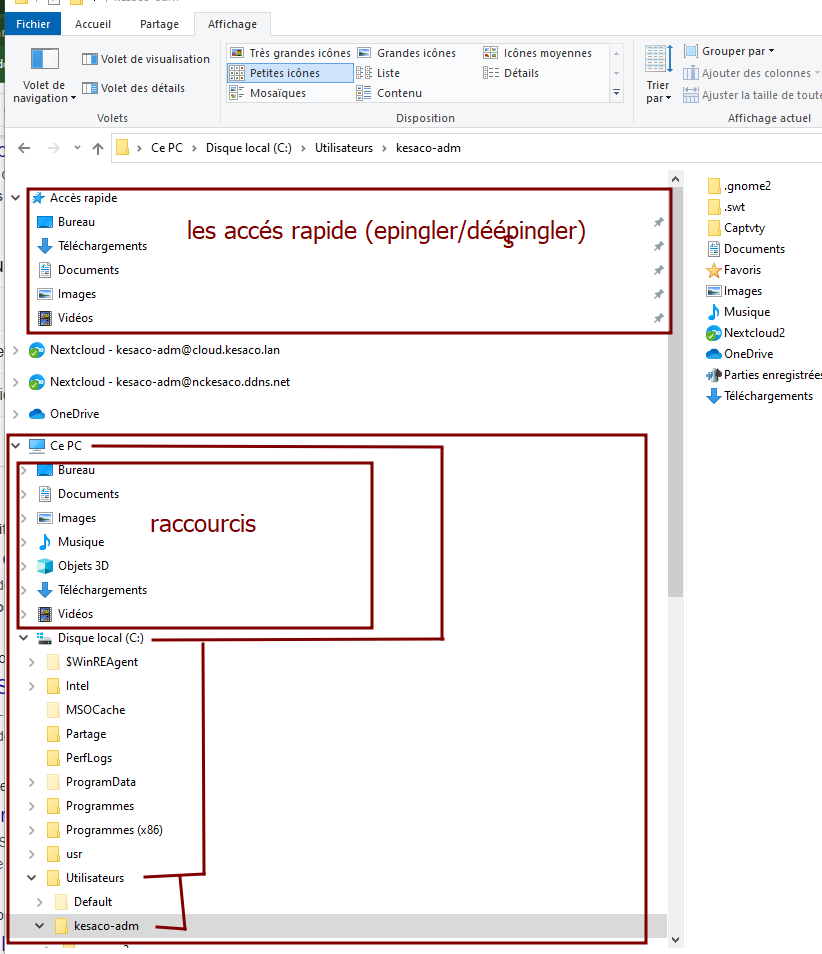 Fichier Accueil Partage Affichage
Volet de navigation
Volet de visualisation
Volet des détails
Volets
Très grandes icônes Grandes icônes Icônes moyennes
Petites icônes Liste Détails
Mosaïques Contenu
Disposition
Trier par
Grouper par
Ajouter des colonnes
Ajuster la taille de toute
Affichage actuel
Ce PC > Disque local (C:) > Utilisateurs > kesaco-adm
Accès rapide
Bureau
Téléchargements
Documents
Images
Vidéos
les accés rapide (epingler/déépingler)
s
Nextcloud - kesaco-adm@cloud.kesaco.lan
Nextcloud - kesaco-adm@nckesaco.ddns.net
OneDrive
Ce PC
Bureau
Documents
Images
Musique
Objets 3D
Téléchargements
Vidéos
raccourcis
Disque local (C:)
$WinREAgent
Intel
MSOCache
Partage
PerfLogs
ProgramData
Programmes
Programmes (x86)
usr
Utilisateurs
Default
kesaco-adm
.gnome2
.swt
Captvty
Documents
Favoris
Images
Musique
Nextcloud2
OneDrive
Parties enregistrées
Téléchargements